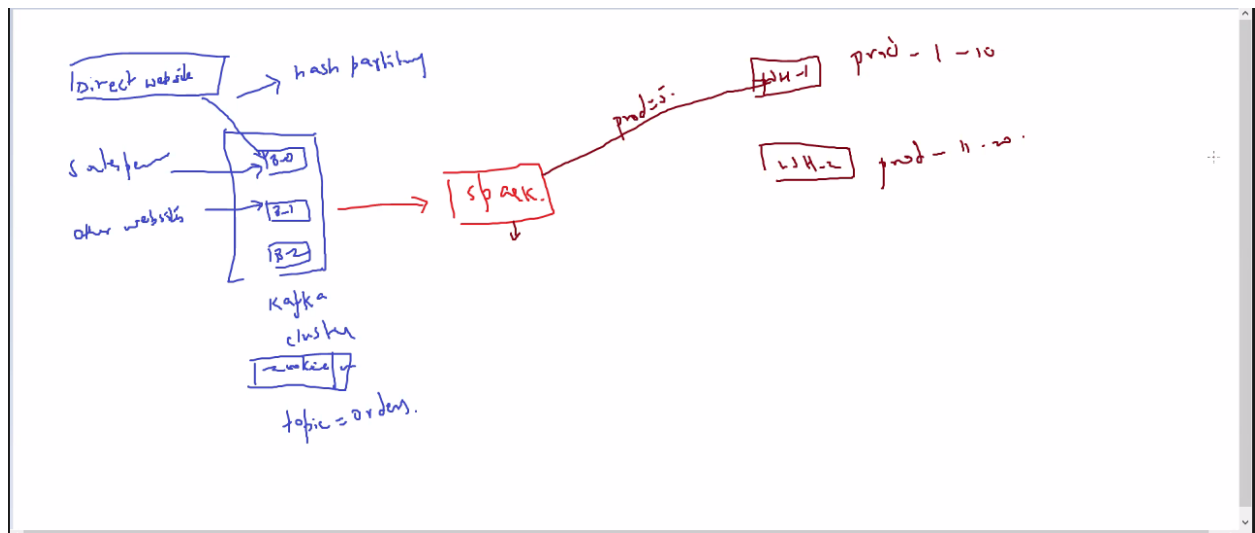 Direct website
hash partiting
salesper
other websites
B-0
B-1
B-2
Kafka
cluster
topic = orders.
spark.
prod=5.
WH-1
prod - 1 - 10
WH-2
prod - 11 - 20.